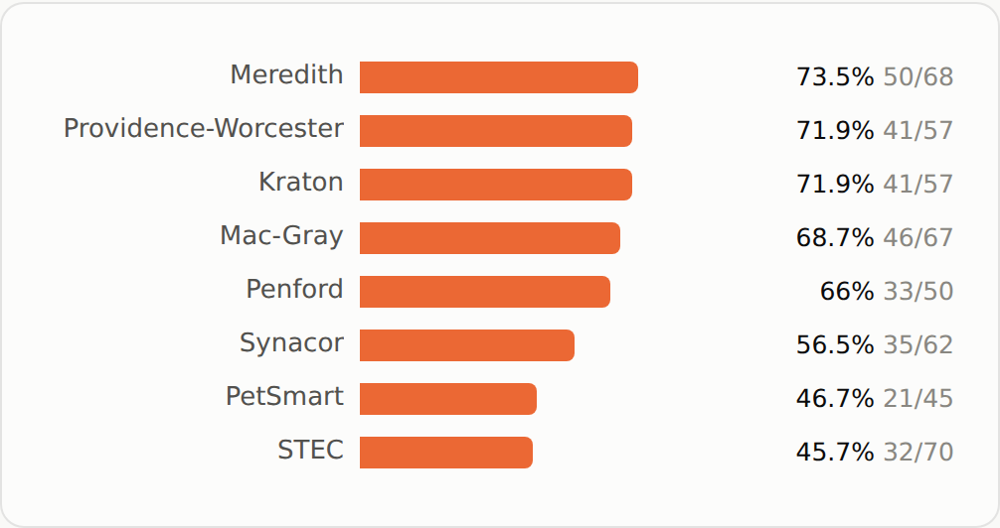 Meredith 73.5% 50/68
Providence-Worcester 71.9% 41/57
Kraton 71.9% 41/57
Mac-Gray 68.7% 46/67
Penford 66% 33/50
Synacor 56.5% 35/62
PetSmart 46.7% 21/45
STEC 45.7% 32/70